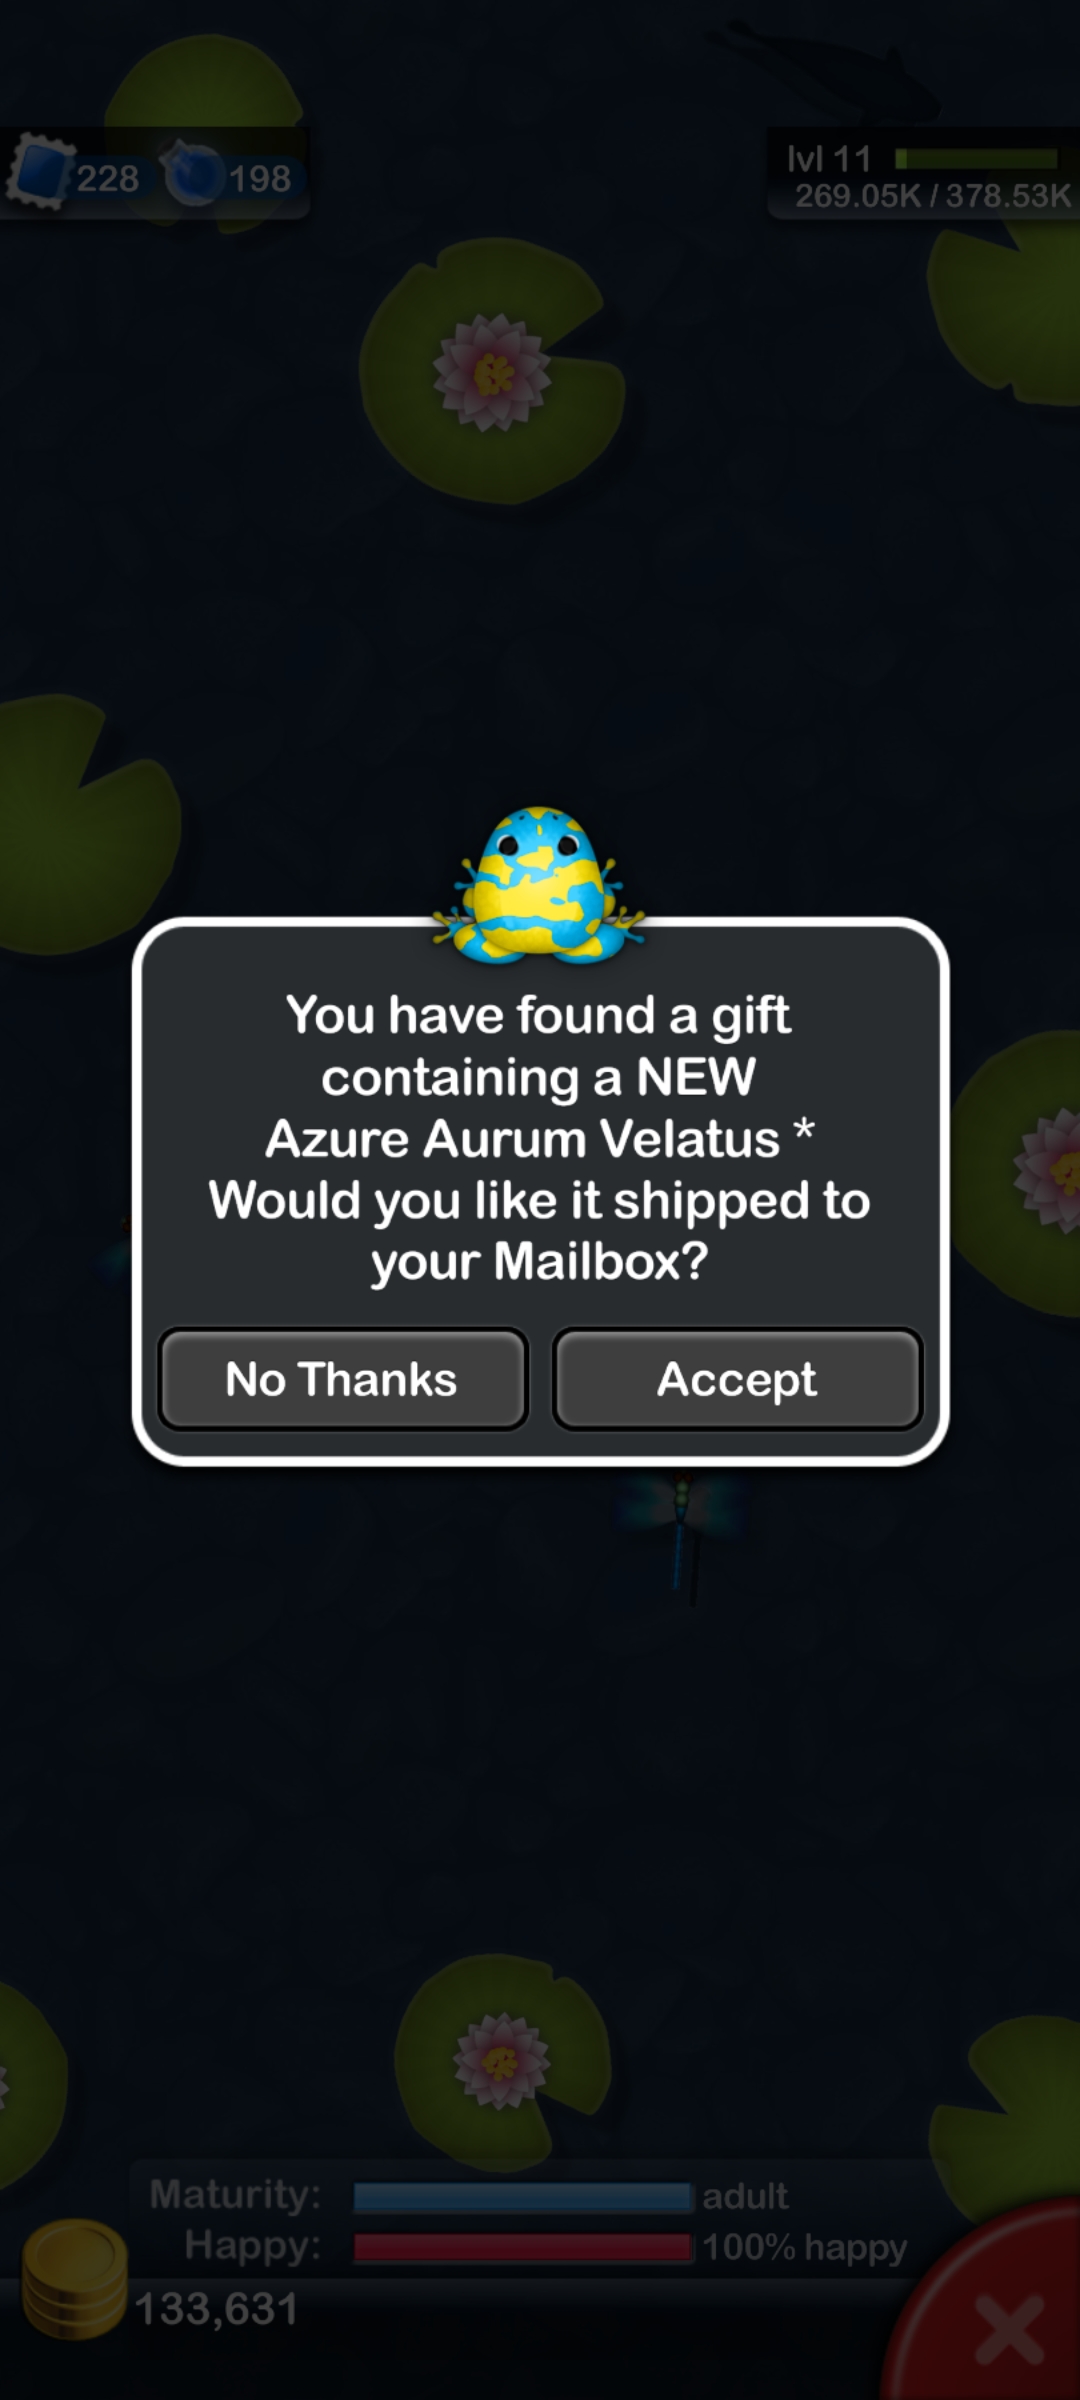 228 198
lvl 11
269.05K / 378.53K
You have found a gift
containing a NEW
Azure Aurum Velatus *
Would you like it shipped to
your Mailbox?
No Thanks Accept
Maturity: adult
Happy: 100% happy
133,631